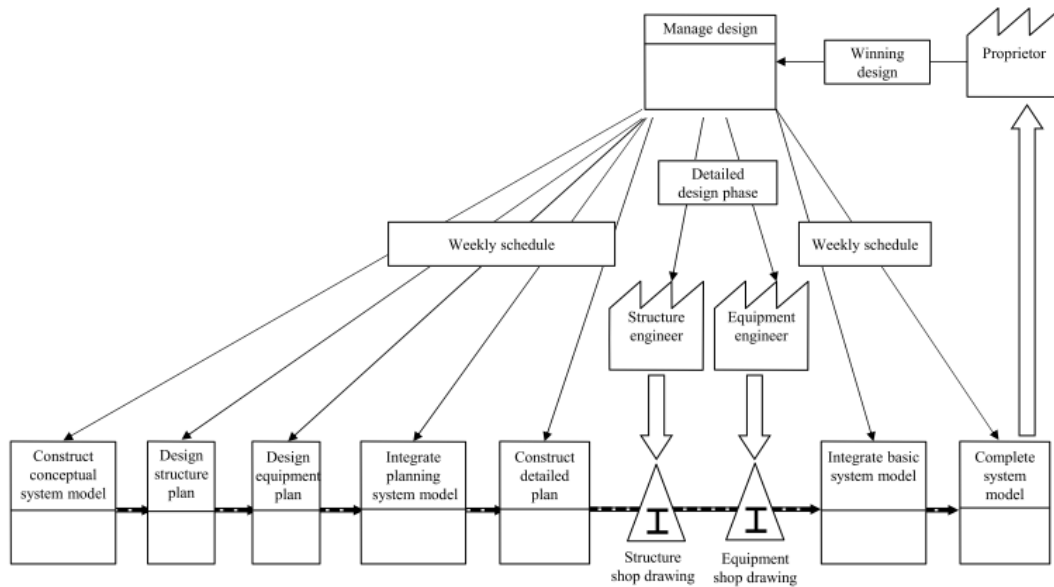 Manage design
Winning
design
Proprietor
Detailed
design phase
Weekly schedule
Weekly schedule
Structure
engineer
Equipment
engineer
Construct
conceptual
system model
Design
structure
plan
Design
equipment
plan
Integrate
planning
system model
Construct
detailed
plan
Integrate basic
system model
Complete
system
model
I
I
Structure
shop drawing
Equipment
shop drawing